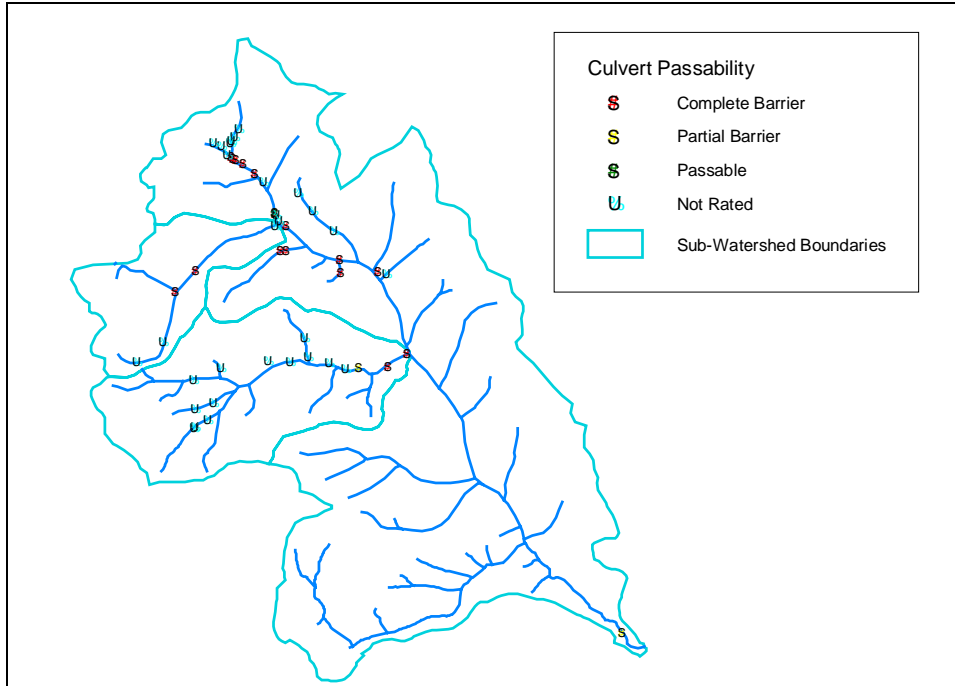 Culvert Passability
S Complete Barrier
S Partial Barrier
S Passable
U Not Rated
Sub-Watershed Boundaries